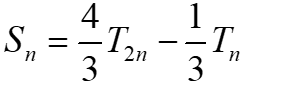 $S_n = \frac{4}{3}T_{2n} - \frac{1}{3}T_n$